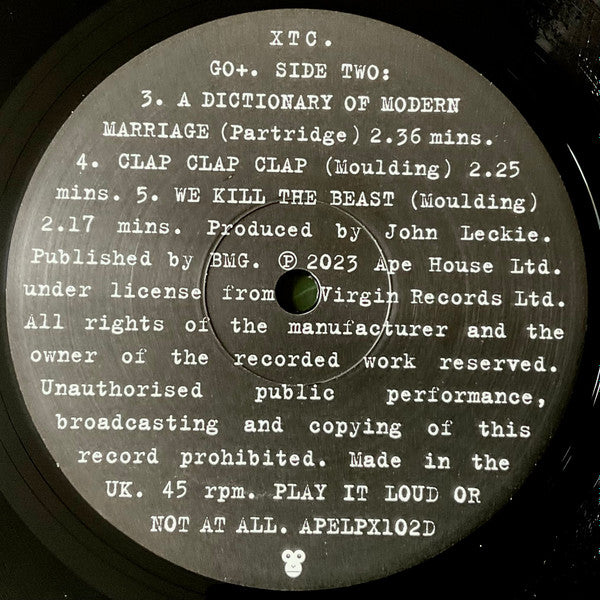 XTC.
GO+. SIDE TWO:
3. A DICTIONARY OF MODERN
MARRIAGE (Partridge) 2.36 mins.
4. CLAP CLAP CLAP (Moulding) 2.25
mins. 5. WE KILL THE BEAST (Moulding)
2.17 mins. Produced by John Leckie.
Published by BMG. ℗ 2023 Ape House Ltd.
under license from Virgin Records Ltd.
All rights of the manufacturer and the
owner of the recorded work reserved.
Unauthorised public performance,
broadcasting and copying of this
record prohibited. Made in the
UK. 45 rpm. PLAY IT LOUD OR
NOT AT ALL. APELPX102D